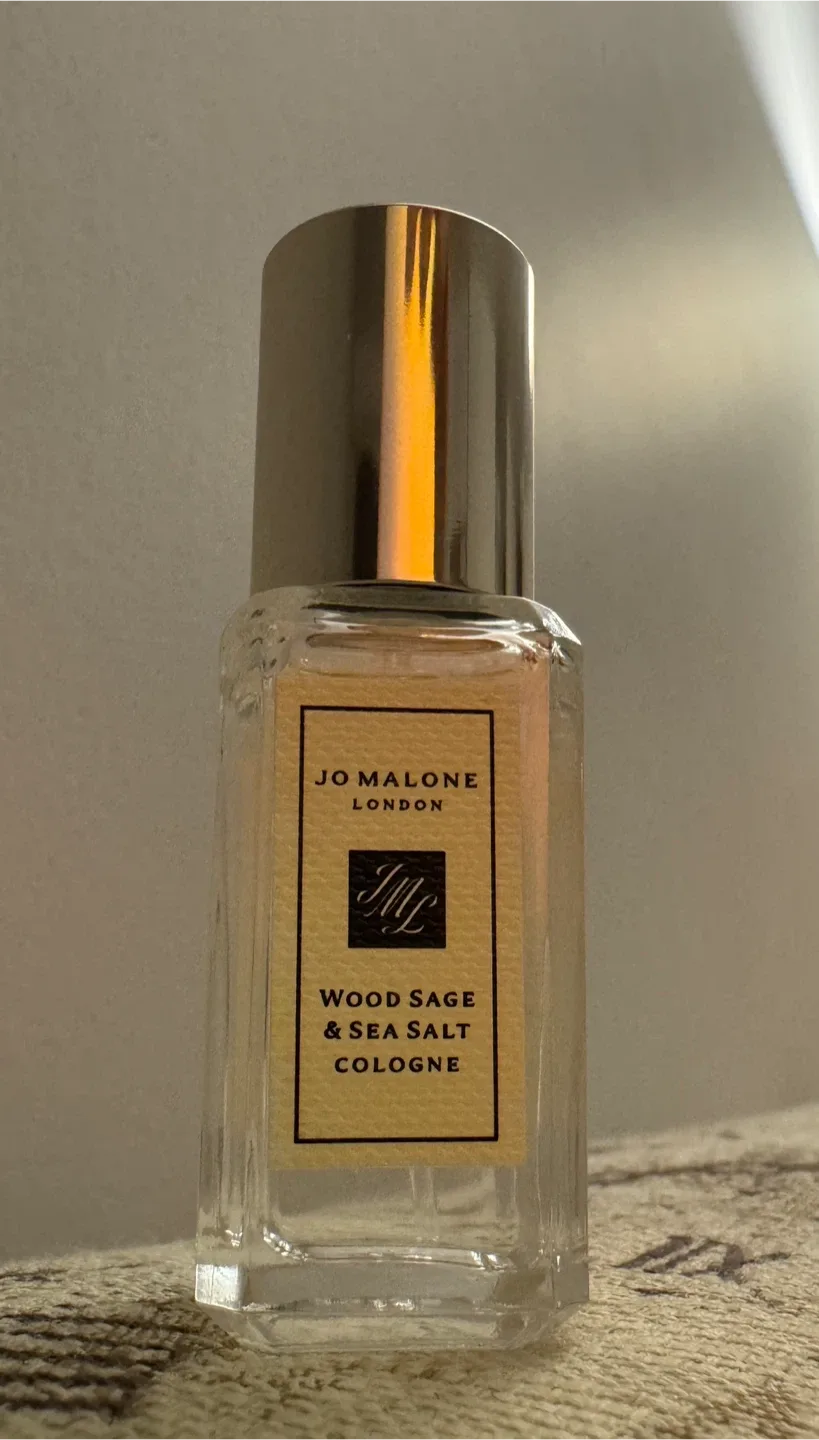 JO MALONE
LONDON
JML
WOOD SAGE
& SEA SALT
COLOGNE